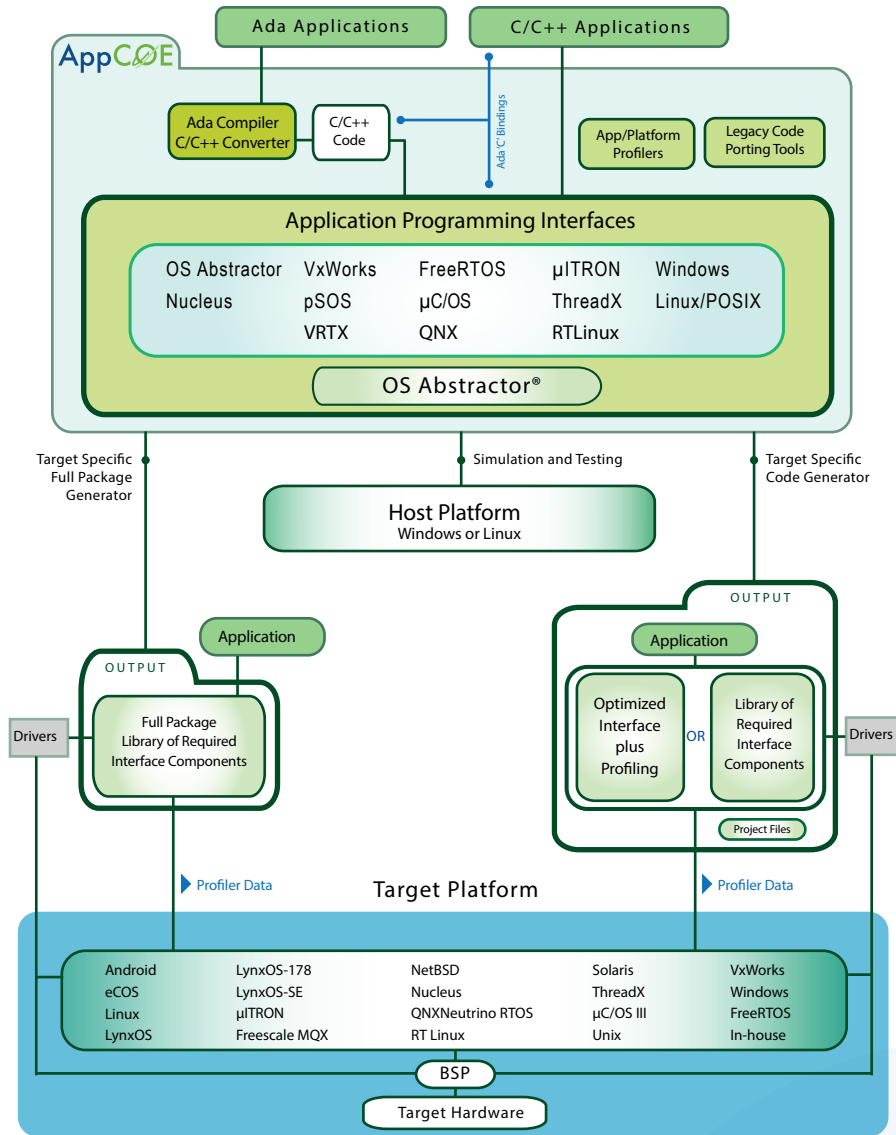 Ada Applications
C/C++ Applications
AppCOE
Ada Compiler
C/C++ Converter
C/C++
Code
Ada 'C' Bindings
App/Platform
Profilers
Legacy Code
Porting Tools
Application Programming Interfaces
OS Abstractor VxWorks FreeRTOS µITRON Windows
Nucleus pSOS µC/OS ThreadX Linux/POSIX
VRTX QNX RTLinux
OS Abstractor®
Target Specific
Full Package
Generator
Simulation and Testing
Target Specific
Code Generator
Host Platform
Windows or Linux
OUTPUT
Application
OUTPUT
Application
Drivers
Full Package
Library of Required
Interface Components
Optimized
Interface
plus
Profiling
OR
Library of
Required
Interface
Components
Drivers
Project Files
Profiler Data
Target Platform
Profiler Data
Android LynxOS-178 NetBSD Solaris VxWorks
eCOS LynxOS-SE Nucleus ThreadX Windows
Linux µITRON QNXNeutrino RTOS µC/OS III FreeRTOS
LynxOS Freescale MQX RT Linux Unix In-house
BSP
Target Hardware